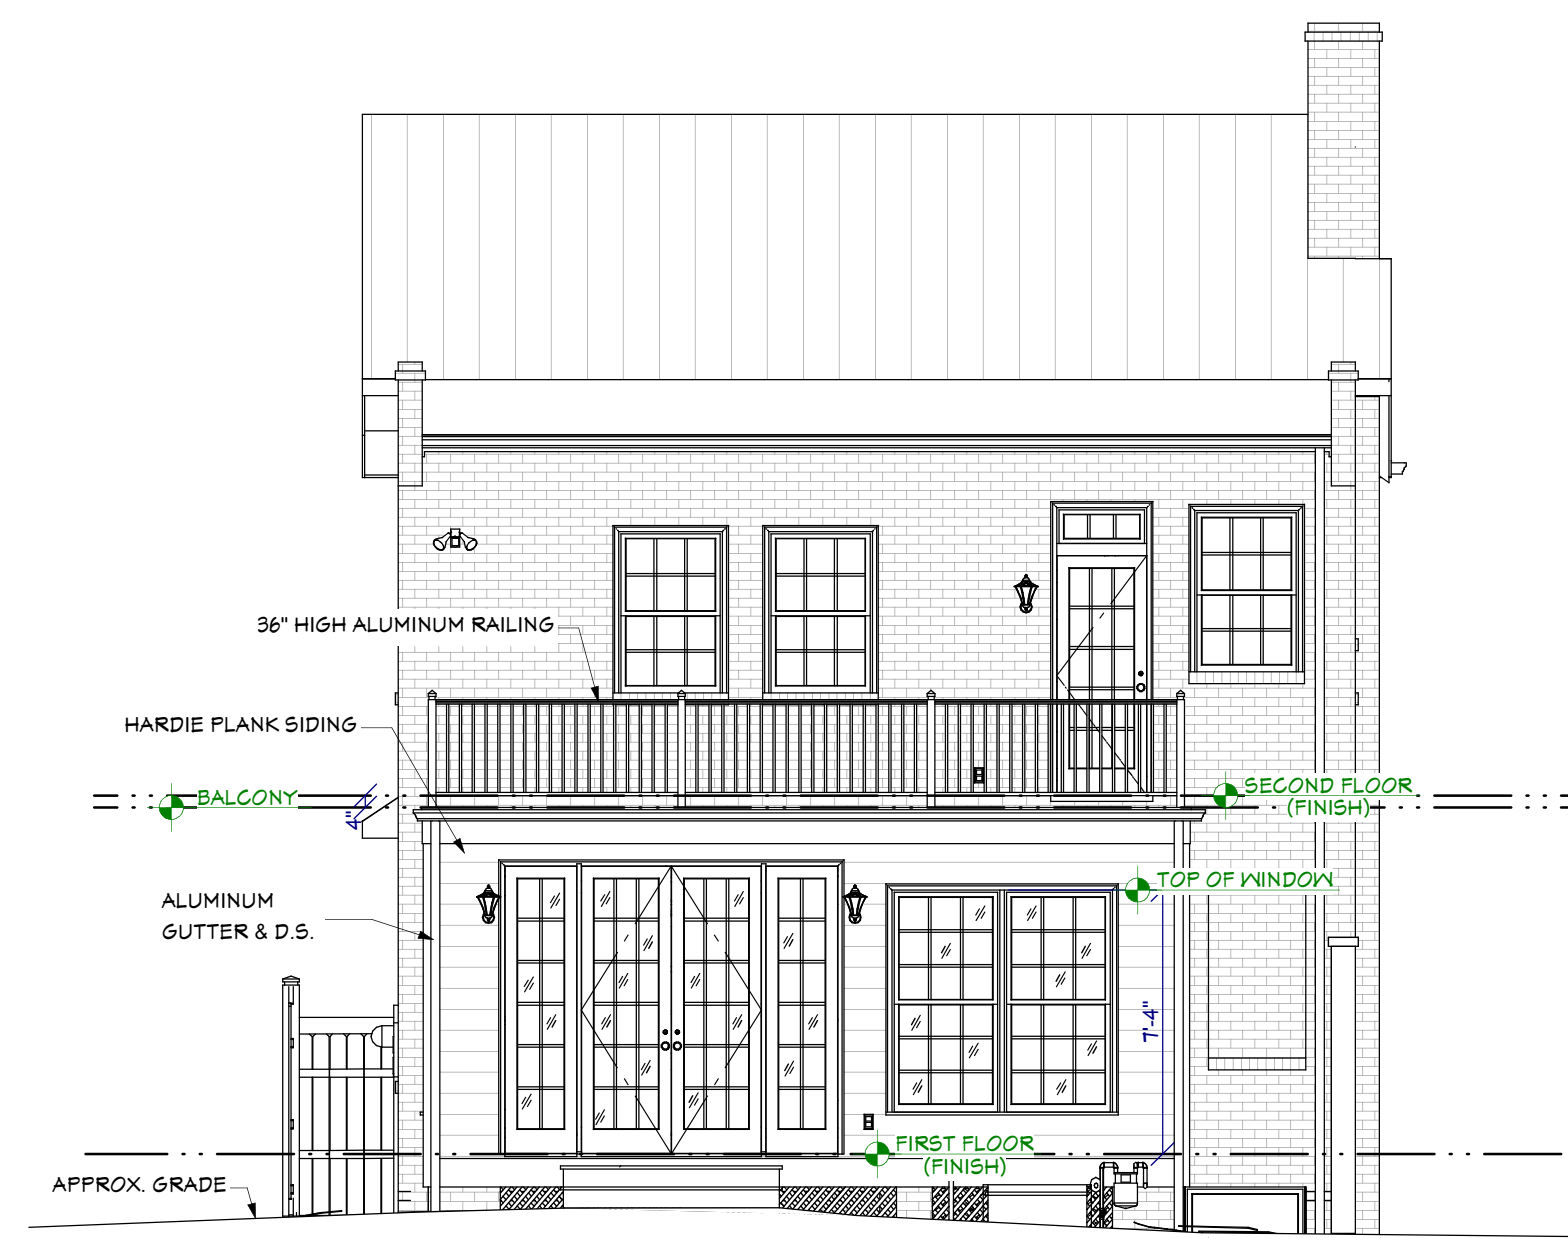 36" HIGH ALUMINUM RAILING
HARDIE PLANK SIDING
BALCONY
4"
SECOND FLOOR
(FINISH)
TOP OF WINDOW
ALUMINUM
GUTTER & D.S.
7'-4"
FIRST FLOOR
(FINISH)
APPROX. GRADE